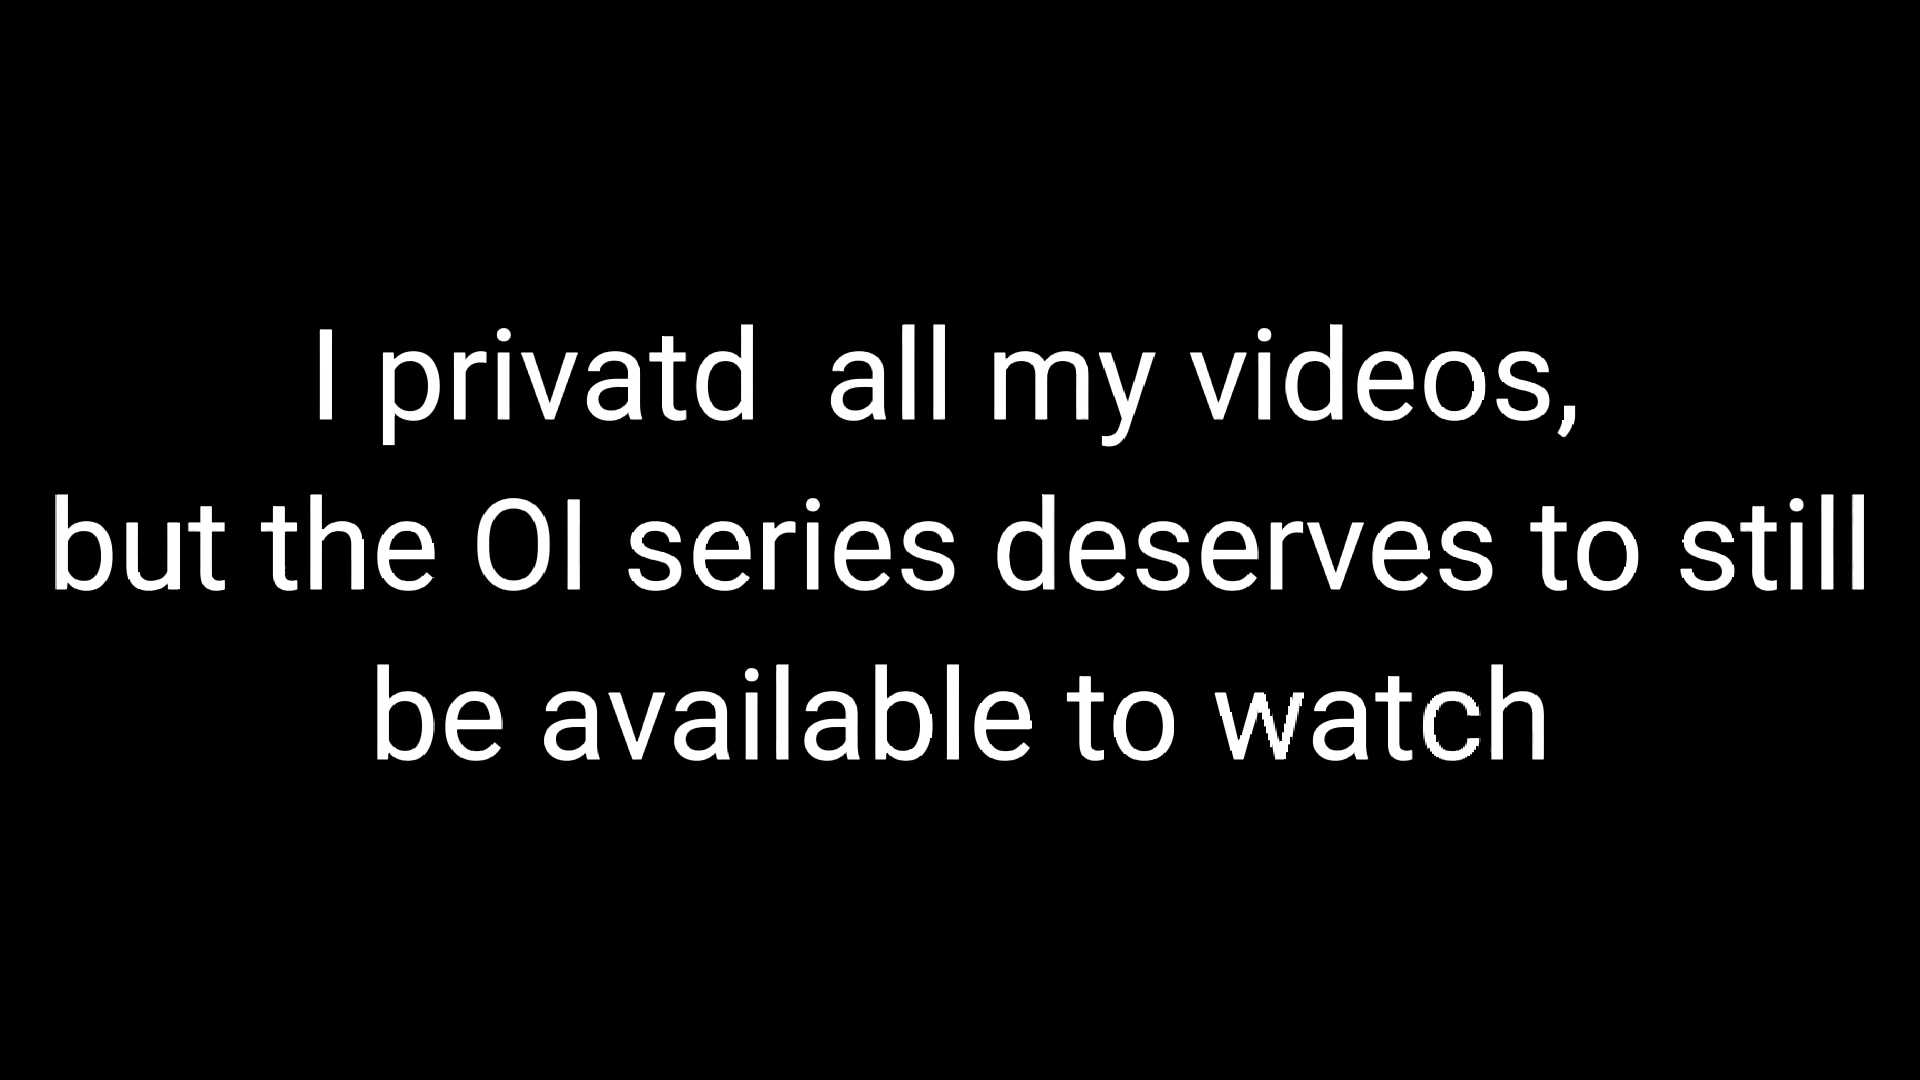 I privatd  all my videos,
but the OI series deserves to still
be available to watch